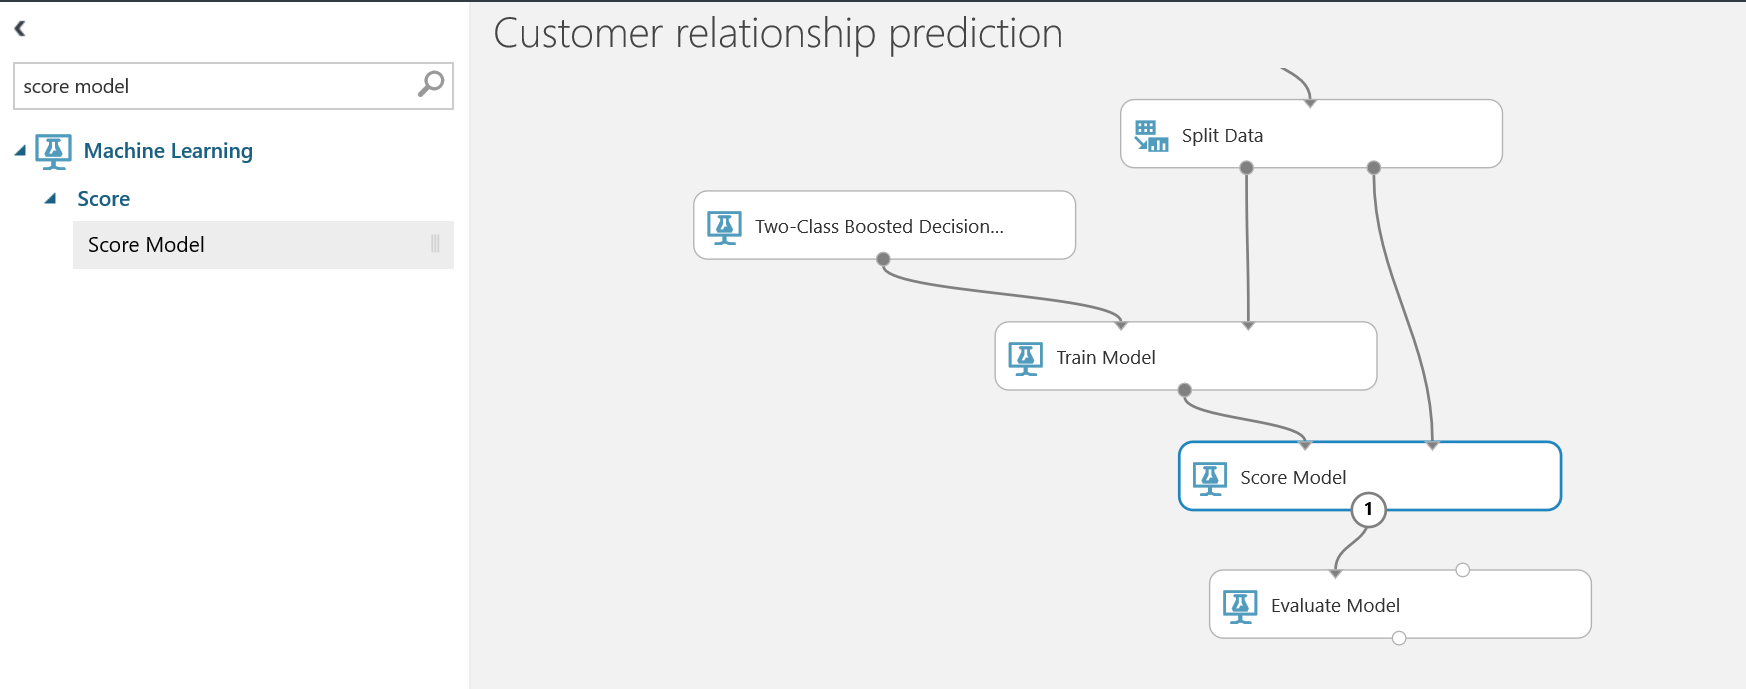 Customer relationship prediction
score model
Machine Learning
Score
Score Model
Split Data
Two-Class Boosted Decision...
Train Model
Score Model
1
Evaluate Model